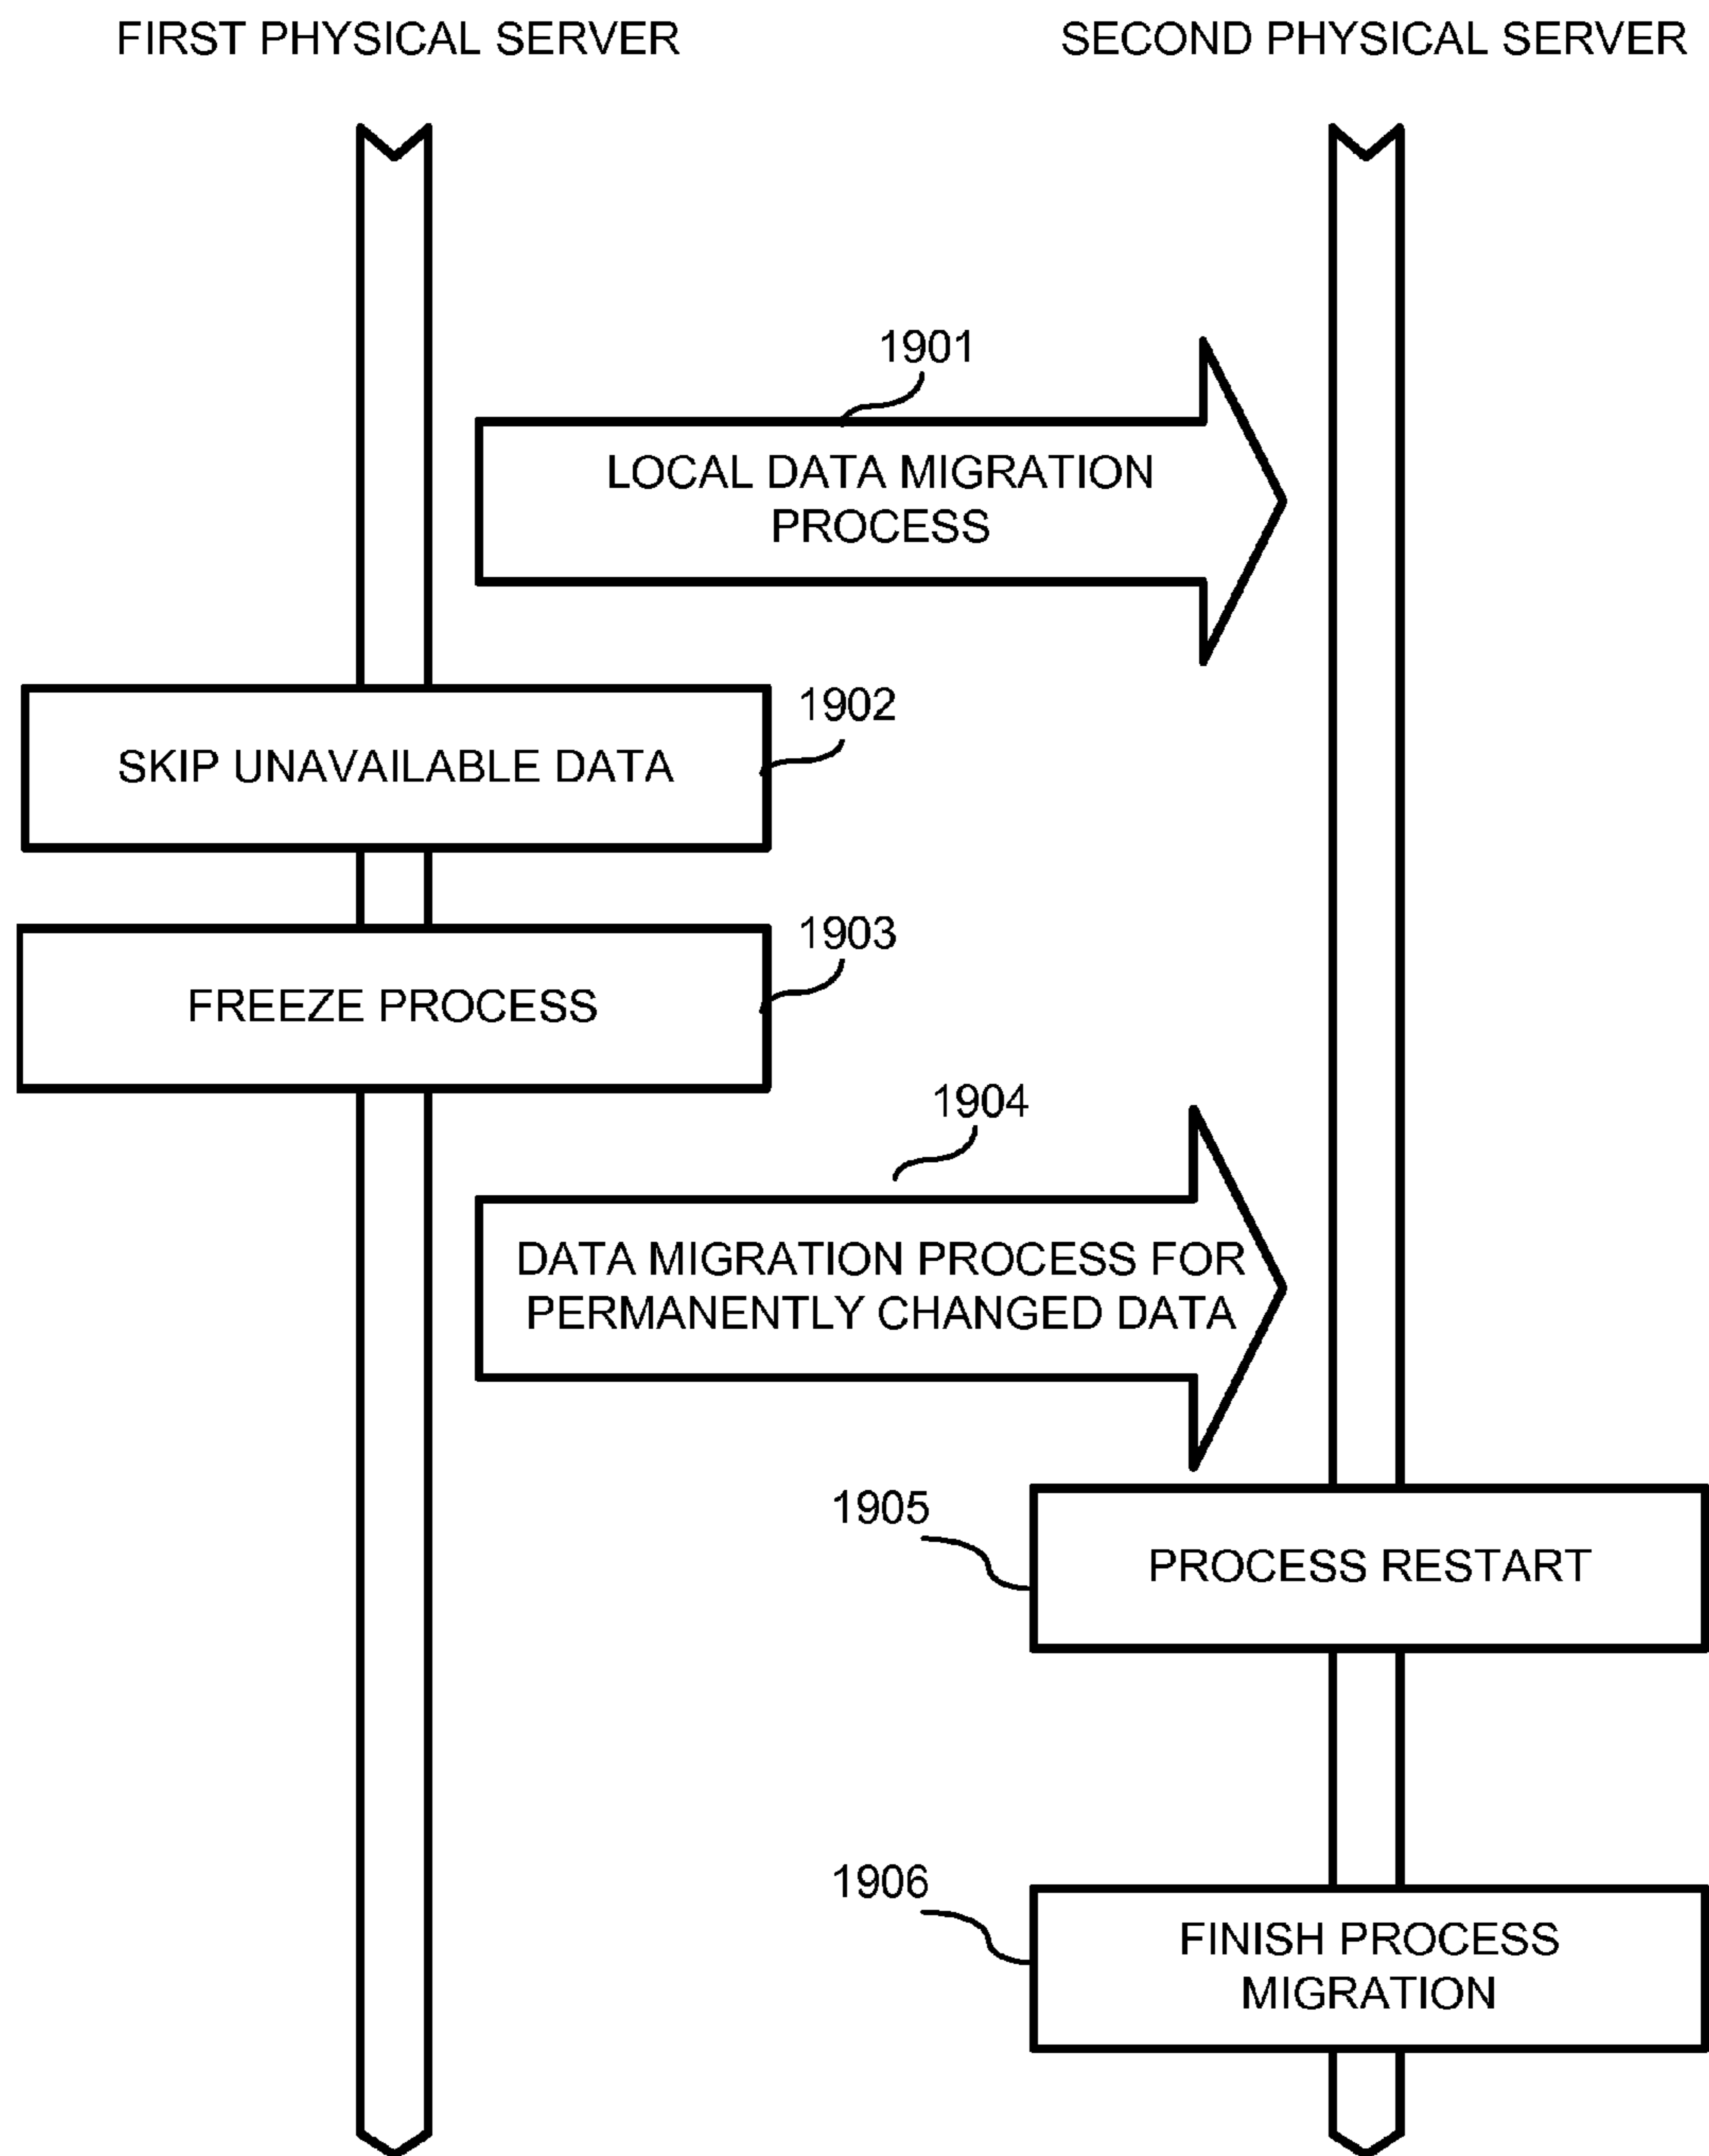 FIRST PHYSICAL SERVER
SECOND PHYSICAL SERVER
1901
LOCAL DATA MIGRATION
PROCESS
1902
SKIP UNAVAILABLE DATA
1903
FREEZE PROCESS
1904
DATA MIGRATION PROCESS FOR
PERMANENTLY CHANGED DATA
1905
PROCESS RESTART
1906
FINISH PROCESS
MIGRATION